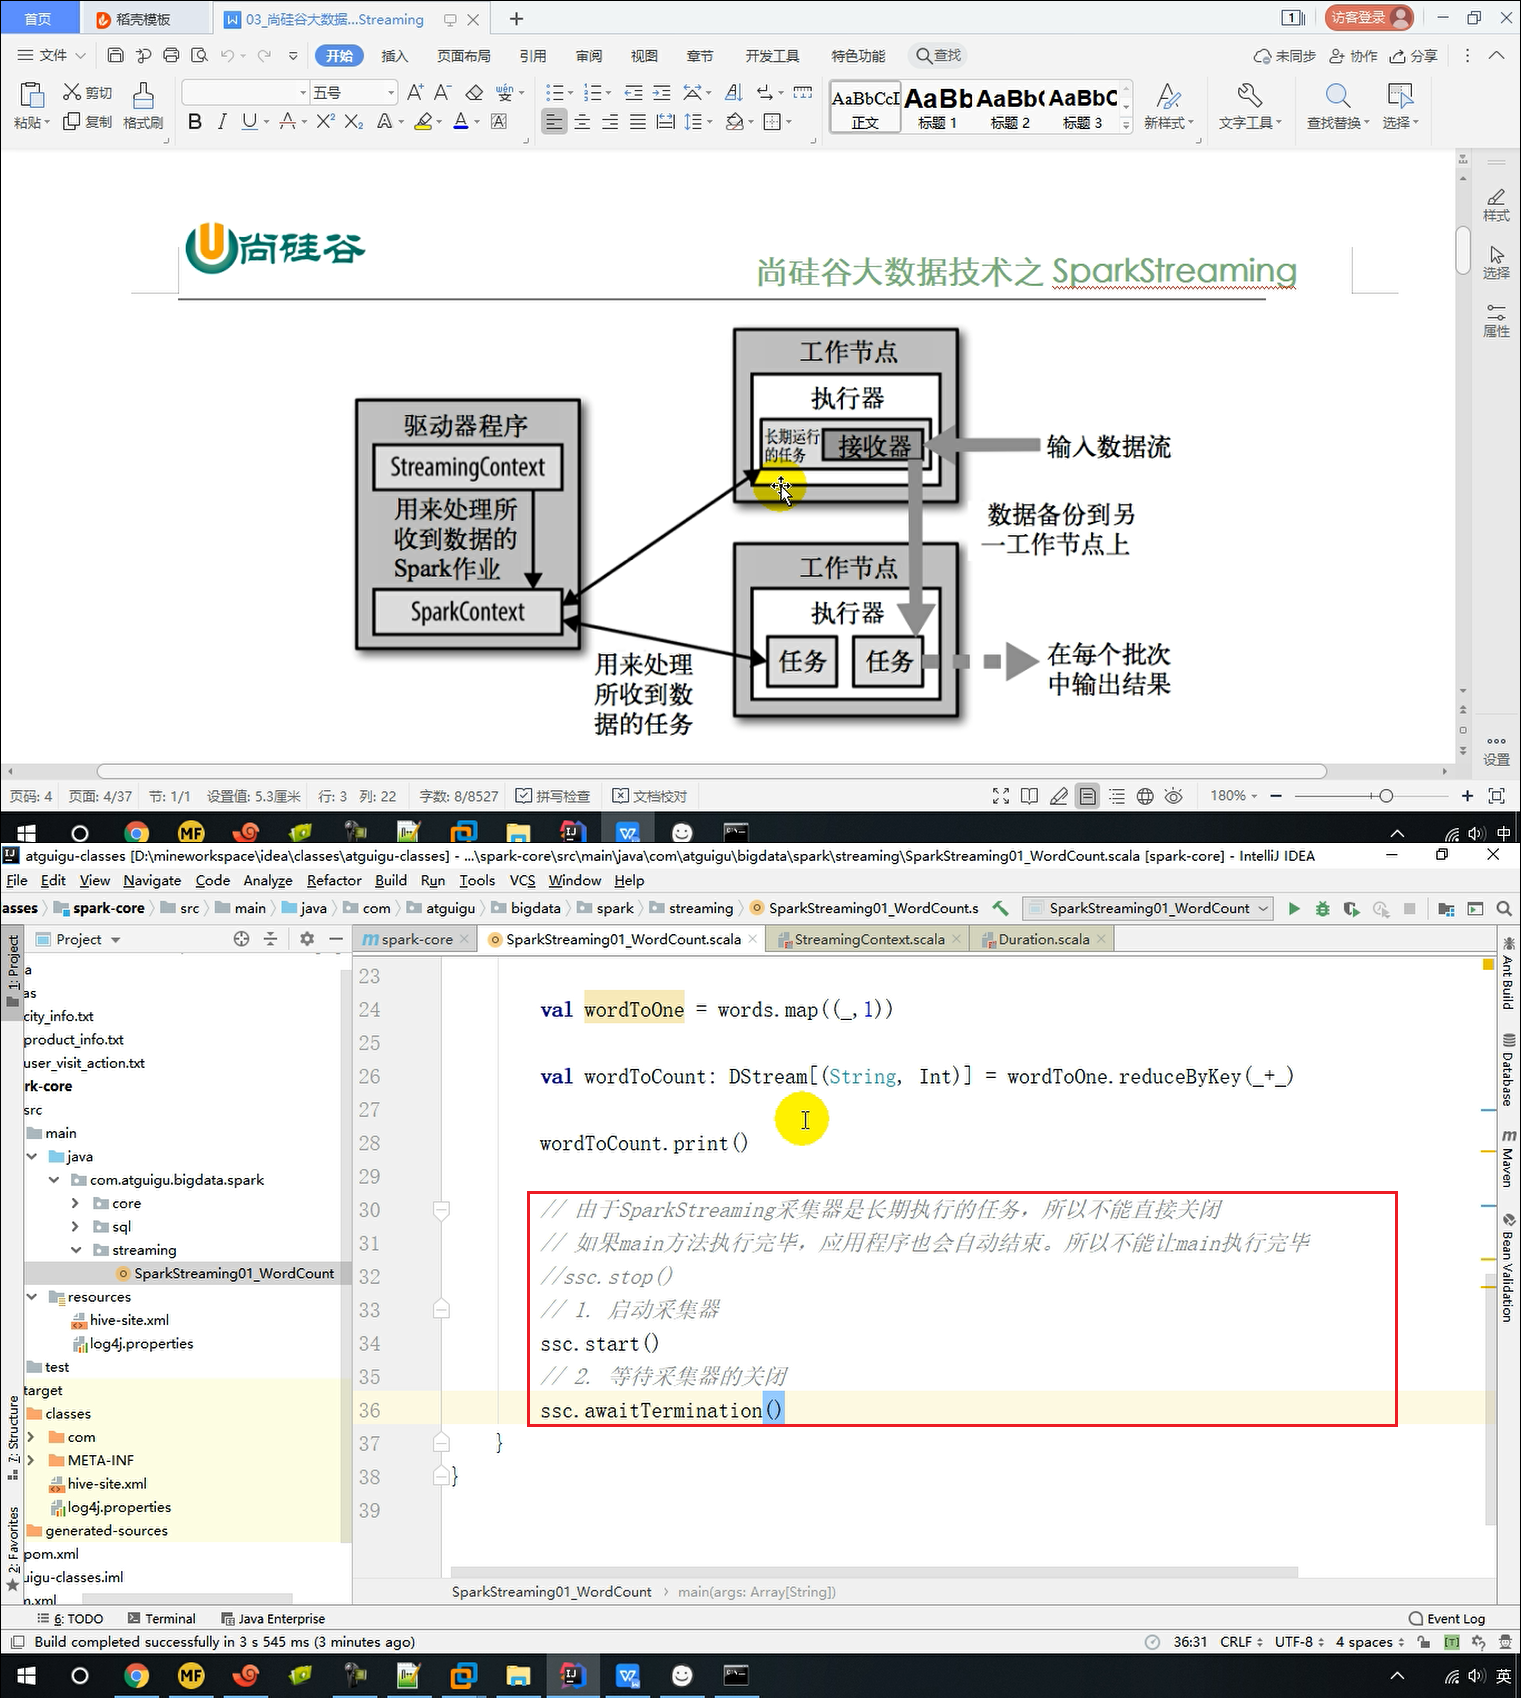 首页
稻壳模板
03_尚硅谷大数据...Streaming
访客登录
文件
开始
插入
页面布局
引用
审阅
视图
章节
开发工具
特色功能
查找
未同步
协作
分享
粘贴
剪切
复制
格式刷
五号
AaBbCcI
正文
AaBb
标题 1
AaBb(
标题 2
AaBbC
标题 3
新样式
文字工具
查找替换
选择
样式
选择
属性
设置
尚硅谷
尚硅谷大数据技术之 SparkStreaming
驱动器程序
StreamingContext
用来处理所
收到数据的
Spark作业
SparkContext
工作节点
执行器
长期运行
的任务
接收器
输入数据流
数据备份到另
一工作节点上
工作节点
执行器
任务
任务
在每个批次
中输出结果
用来处理
所收到数
据的任务
页码: 4 页面: 4/37 节: 1/1 设置值: 5.3厘米 行: 3 列: 22 字数: 8/8527 拼写检查 文档校对
180%
中
atguigu-classes [D:\mineworkspace\idea\classes\atguigu-classes] - ...\spark-core\src\main\java\com\atguigu\bigdata\spark\streaming\SparkStreaming01_WordCount.scala [spark-core] - IntelliJ IDEA
File Edit View Navigate Code Analyze Refactor Build Run Tools VCS Window Help
asses spark-core src main java com atguigu bigdata spark streaming SparkStreaming01_WordCount.s
SparkStreaming01_WordCount
Project
spark-core
SparkStreaming01_WordCount.scala
StreamingContext.scala
Duration.scala
1: Project
7: Structure
2: Favorites
Ant Build
Database
Maven
Bean Validation
a
as
city_info.txt
product_info.txt
user_visit_action.txt
rk-core
src
main
java
com.atguigu.bigdata.spark
core
sql
streaming
SparkStreaming01_WordCount
resources
hive-site.xml
log4j.properties
test
target
classes
com
META-INF
hive-site.xml
log4j.properties
generated-sources
pom.xml
uigu-classes.iml
n.xml
23
24 val wordToOne = words.map((_,1))
25
26 val wordToCount: DStream[(String, Int)] = wordToOne.reduceByKey(_+_)
27
28 wordToCount.print()
29
30 // 由于SparkStreaming采集器是长期执行的任务，所以不能直接关闭
31 // 如果main方法执行完毕，应用程序也会自动结束。所以不能让main执行完毕
32 //ssc.stop()
33 // 1. 启动采集器
34 ssc.start()
35 // 2. 等待采集器的关闭
36 ssc.awaitTermination()
37 }
38 }
39
SparkStreaming01_WordCount main(args: Array[String])
6: TODO Terminal Java Enterprise
Event Log
Build completed successfully in 3 s 545 ms (3 minutes ago)
36:31 CRLF UTF-8 4 spaces
英